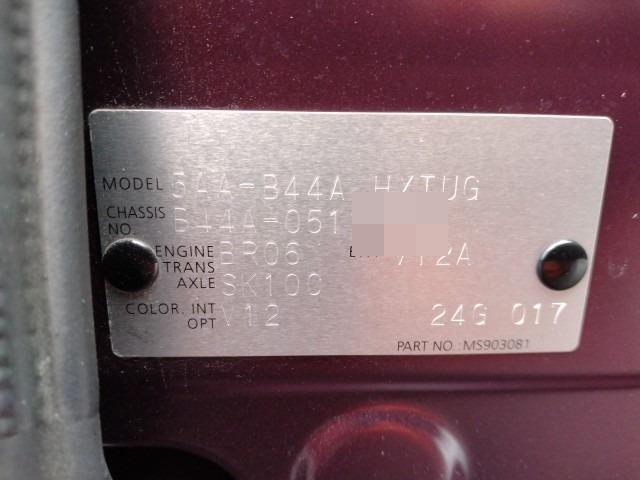 MODEL 5AA-B44A HXTUG
CHASSIS NO. B44A-051
ENGINE BR06
TRANS AXLE SK100
COLOR. INT OPT V12 24G 017
PART NO.: MS903081